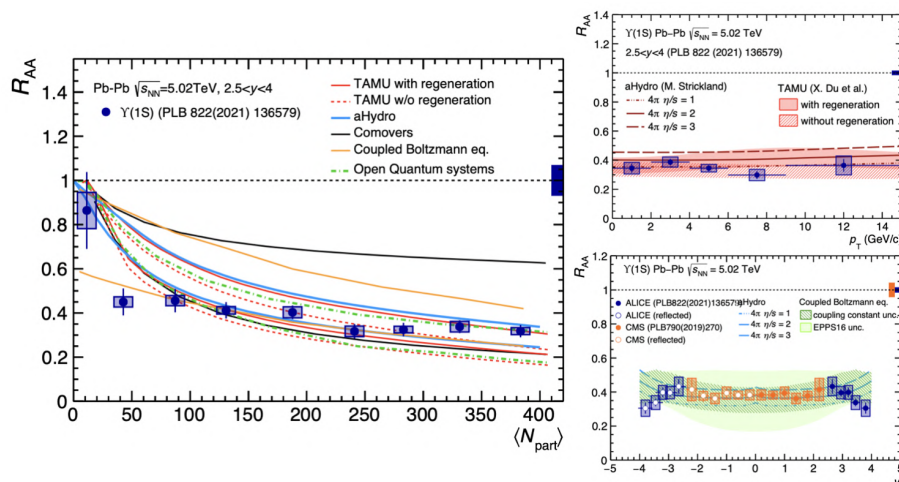 R_AA
Pb-Pb √s_NN=5.02TeV, 2.5<y<4
ϒ(1S) (PLB 822(2021) 136579)
TAMU with regeneration
TAMU w/o regeneration
aHydro
Comovers
Coupled Boltzmann eq.
Open Quantum systems
1
0.8
0.6
0.4
0.2
0
0 50 100 150 200 250 300 350 400
⟨N_part⟩
R_AA
1.4
1.2
1
0.8
0.6
0.4
0.2
0
ϒ(1S) Pb–Pb √s_NN = 5.02 TeV
2.5<y<4 (PLB 822 (2021) 136579)
aHydro (M. Strickland)
4π η/s = 1
4π η/s = 2
4π η/s = 3
TAMU (X. Du et al.)
with regeneration
without regeneration
0 5 10 15
p_T (GeV/c
R_AA
1.4
1.2
1
0.8
0.6
0.4
0.2
0
ϒ(1S) Pb–Pb √s_NN = 5.02 TeV
ALICE (PLB822(2021)136579)
ALICE (reflected)
CMS (PLB790(2019)270)
CMS (reflected)
aHydro
4π η/s = 1
4π η/s = 2
4π η/s = 3
Coupled Boltzmann eq.
coupling constant unc.
EPPS16 unc.
−5 −4 −3 −2 −1 0 1 2 3 4 5